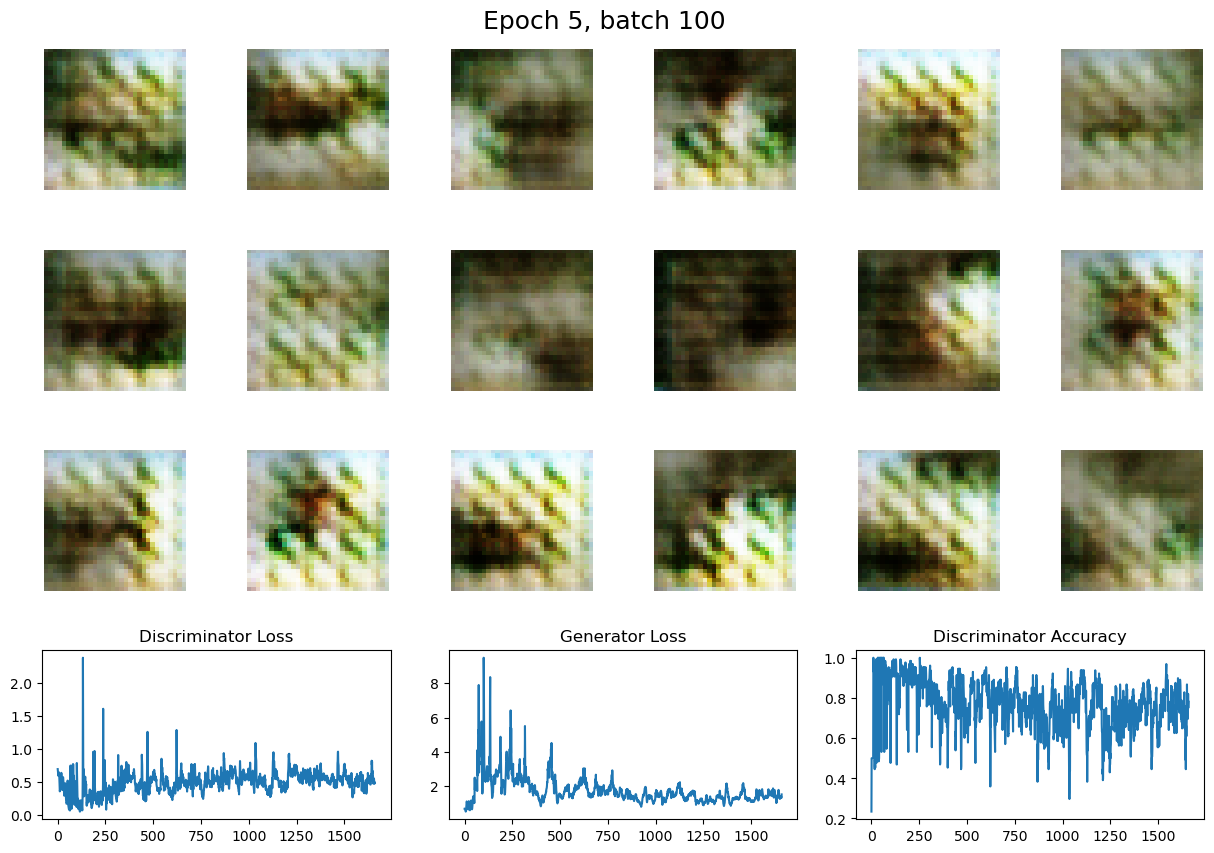 Epoch 5, batch 100
Discriminator Loss
Generator Loss
Discriminator Accuracy
2.0
1.5
1.0
0.5
0.0
0 250 500 750 1000 1250 1500
8
6
4
2
0 250 500 750 1000 1250 1500
1.0
0.8
0.6
0.4
0.2
0 250 500 750 1000 1250 1500